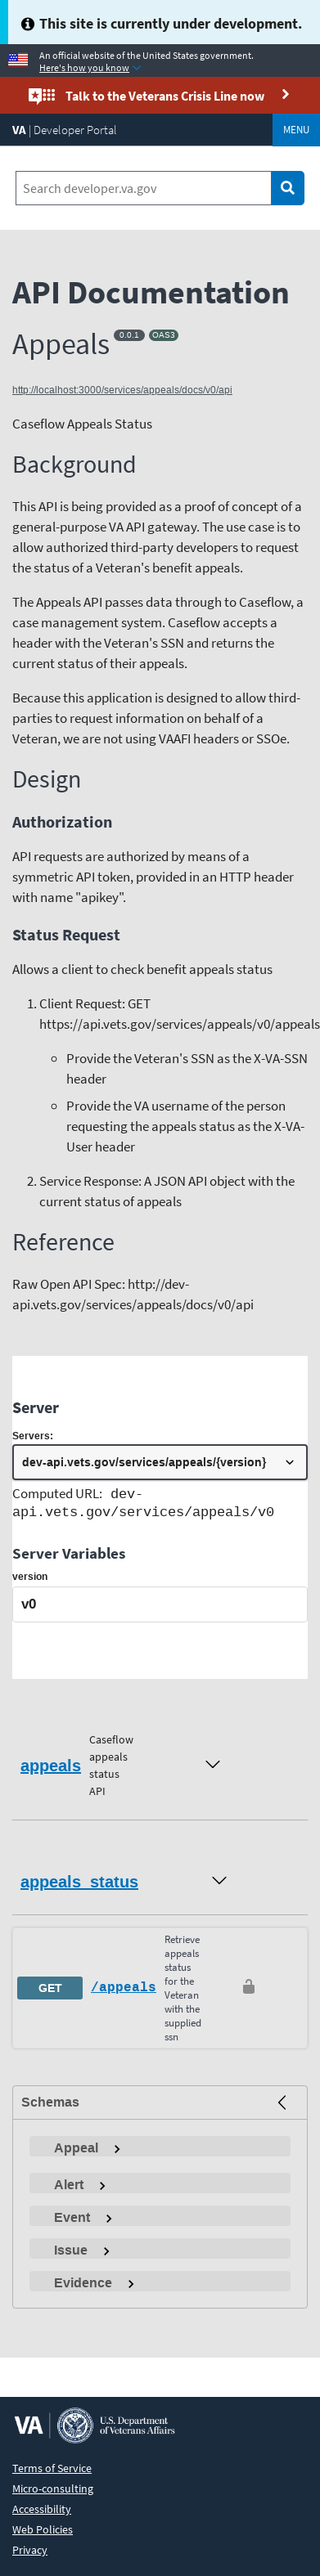 This site is currently under development.
An official website of the United States government.
Here's how you know
Talk to the Veterans Crisis Line now
VA | Developer Portal
MENU
Search developer.va.gov
API Documentation
Appeals 0.0.1 OAS3
http://localhost:3000/services/appeals/docs/v0/api
Caseflow Appeals Status
Background
This API is being provided as a proof of concept of a
general-purpose VA API gateway. The use case is to
allow authorized third-party developers to request
the status of a Veteran's benefit appeals.
The Appeals API passes data through to Caseflow, a
case management system. Caseflow accepts a
header with the Veteran's SSN and returns the
current status of their appeals.
Because this application is designed to allow third-
parties to request information on behalf of a
Veteran, we are not using VAAFI headers or SSOe.
Design
Authorization
API requests are authorized by means of a
symmetric API token, provided in an HTTP header
with name "apikey".
Status Request
Allows a client to check benefit appeals status
1. Client Request: GET
https://api.vets.gov/services/appeals/v0/appeals
Provide the Veteran's SSN as the X-VA-SSN
header
Provide the VA username of the person
requesting the appeals status as the X-VA-
User header
2. Service Response: A JSON API object with the
current status of appeals
Reference
Raw Open API Spec: http://dev-
api.vets.gov/services/appeals/docs/v0/api
Server
Servers:
dev-api.vets.gov/services/appeals/{version}
Computed URL: dev-
api.vets.gov/services/appeals/v0
Server Variables
version
v0
appeals
Caseflow
appeals
status
API
appeals_status
GET
/appeals
Retrieve
appeals
status
for the
Veteran
with the
supplied
ssn
Schemas
Appeal
Alert
Event
Issue
Evidence
VA
U.S. Department
of Veterans Affairs
Terms of Service
Micro-consulting
Accessibility
Web Policies
Privacy